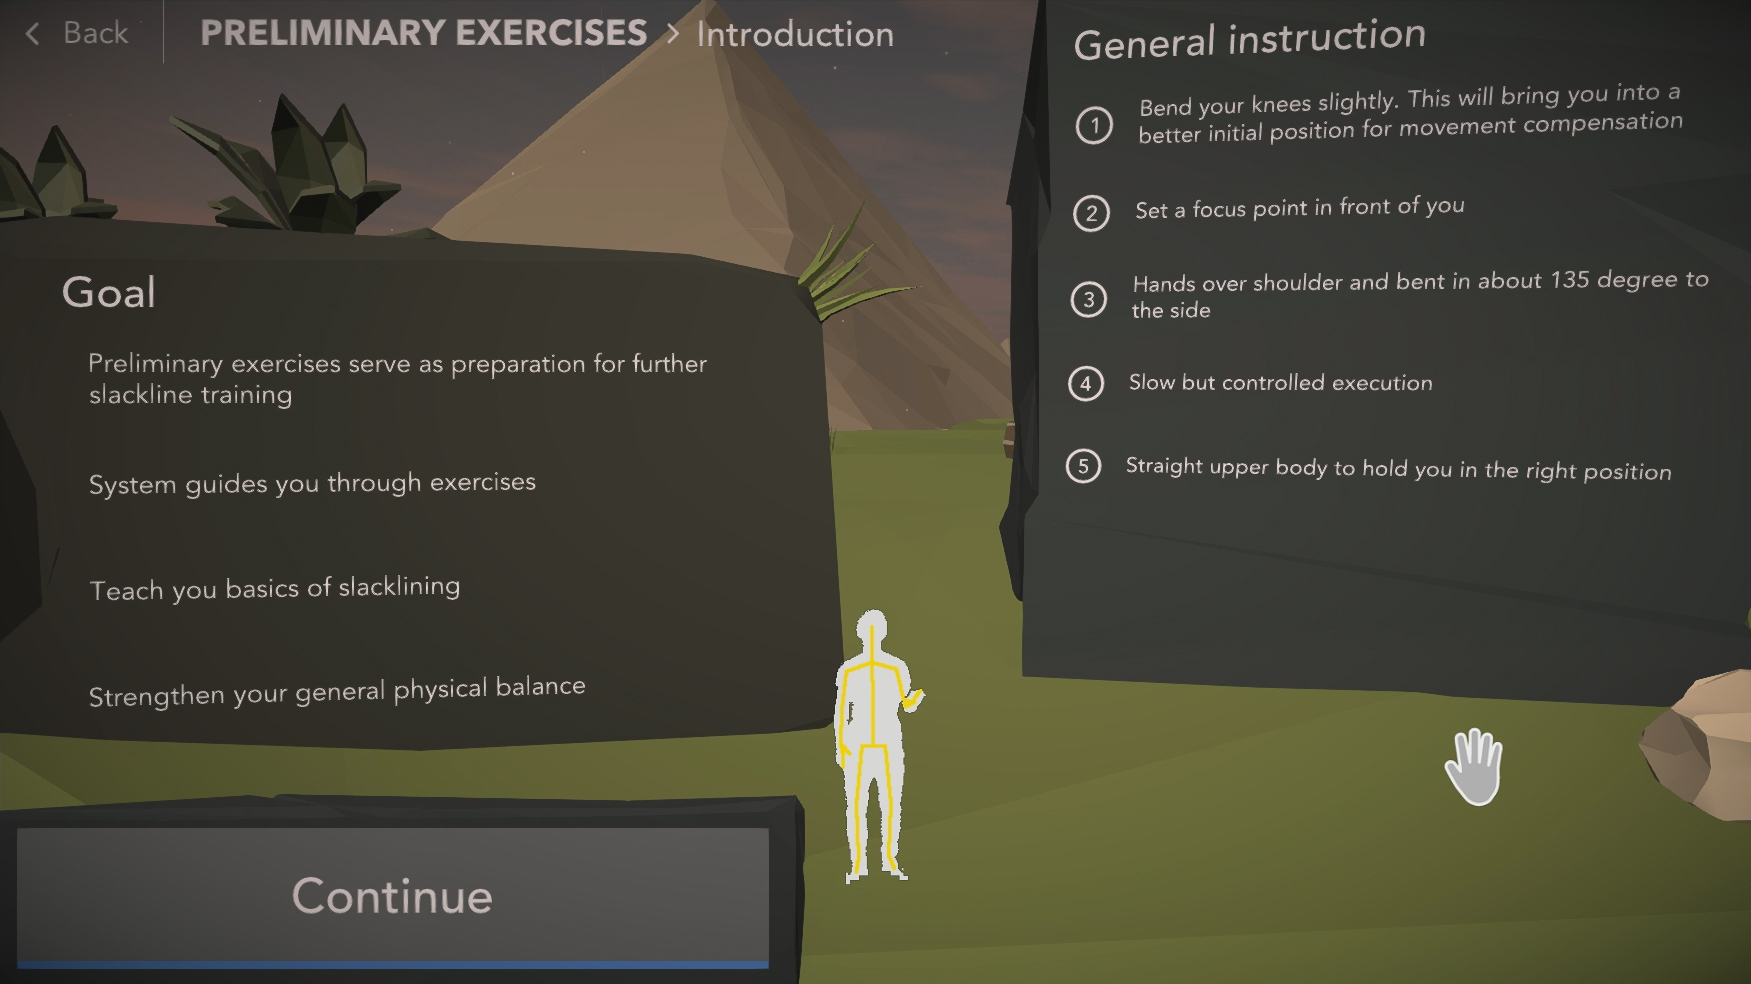 Back
PRELIMINARY EXERCISES > Introduction
General instruction
1 Bend your knees slightly. This will bring you into a
better initial position for movement compensation
2 Set a focus point in front of you
3 Hands over shoulder and bent in about 135 degree to
the side
4 Slow but controlled execution
5 Straight upper body to hold you in the right position
Goal
Preliminary exercises serve as preparation for further
slackline training
System guides you through exercises
Teach you basics of slacklining
Strengthen your general physical balance
Continue